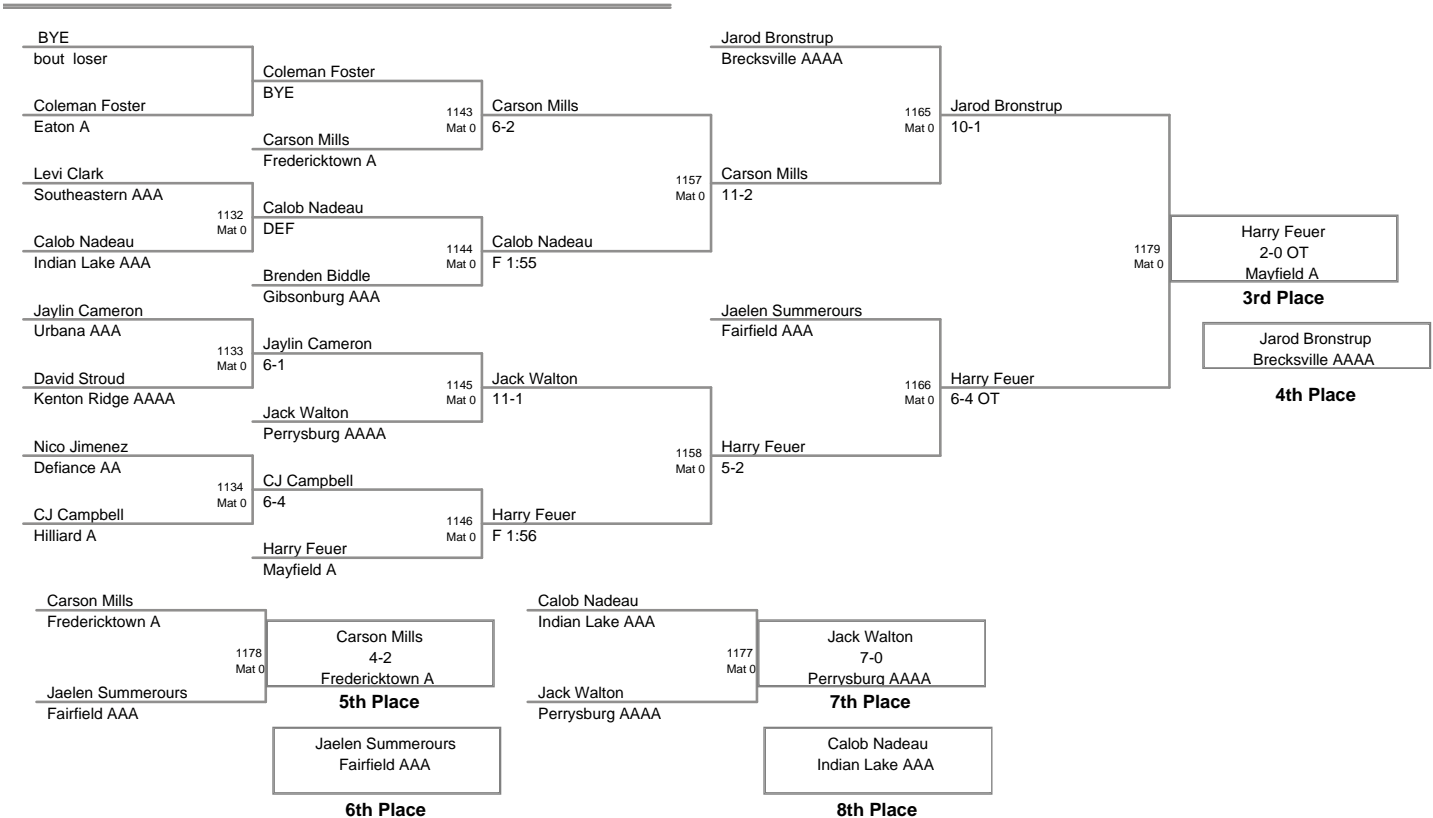 BYE
bout  loser
Coleman Foster
Eaton A
Levi Clark
Southeastern AAA
1132
Mat 0
Calob Nadeau
Indian Lake AAA
Jaylin Cameron
Urbana AAA
1133
Mat 0
David Stroud
Kenton Ridge AAAA
Nico Jimenez
Defiance AA
1134
Mat 0
CJ Campbell
Hilliard A
Coleman Foster
BYE
1143
Mat 0
Carson Mills
Fredericktown A
Calob Nadeau
DEF
1144
Mat 0
Brenden Biddle
Gibsonburg AAA
Jaylin Cameron
6-1
1145
Mat 0
Jack Walton
Perrysburg AAAA
CJ Campbell
6-4
1146
Mat 0
Harry Feuer
Mayfield A
Carson Mills
6-2
1157
Mat 0
Calob Nadeau
F 1:55
Jack Walton
11-1
1158
Mat 0
Harry Feuer
F 1:56
Jarod Bronstrup
Brecksville AAAA
1165
Mat 0
Carson Mills
11-2
Jaelen Summerours
Fairfield AAA
1166
Mat 0
Harry Feuer
5-2
Jarod Bronstrup
10-1
1179
Mat 0
Harry Feuer
6-4 OT
Harry Feuer
2-0 OT
Mayfield A
3rd Place
Jarod Bronstrup
Brecksville AAAA
4th Place
Carson Mills
Fredericktown A
1178
Mat 0
Jaelen Summerours
Fairfield AAA
Carson Mills
4-2
Fredericktown A
5th Place
Jaelen Summerours
Fairfield AAA
6th Place
Calob Nadeau
Indian Lake AAA
1177
Mat 0
Jack Walton
Perrysburg AAAA
Jack Walton
7-0
Perrysburg AAAA
7th Place
Calob Nadeau
Indian Lake AAA
8th Place